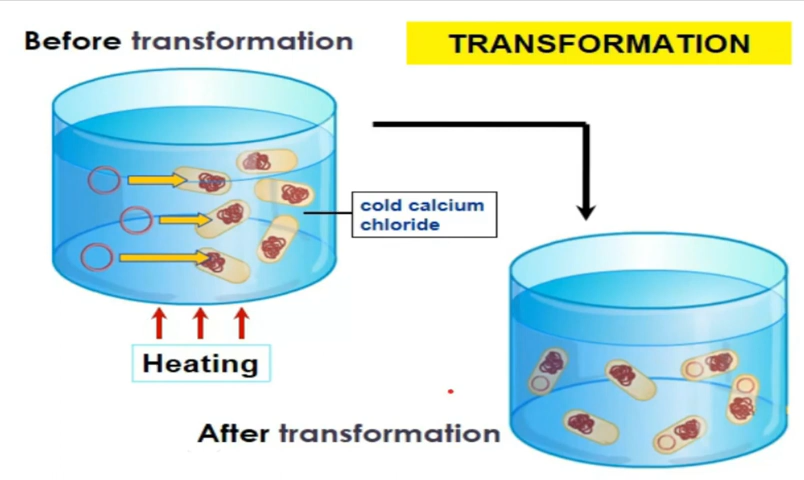 Before transformation
TRANSFORMATION
cold calcium
chloride
Heating
After transformation